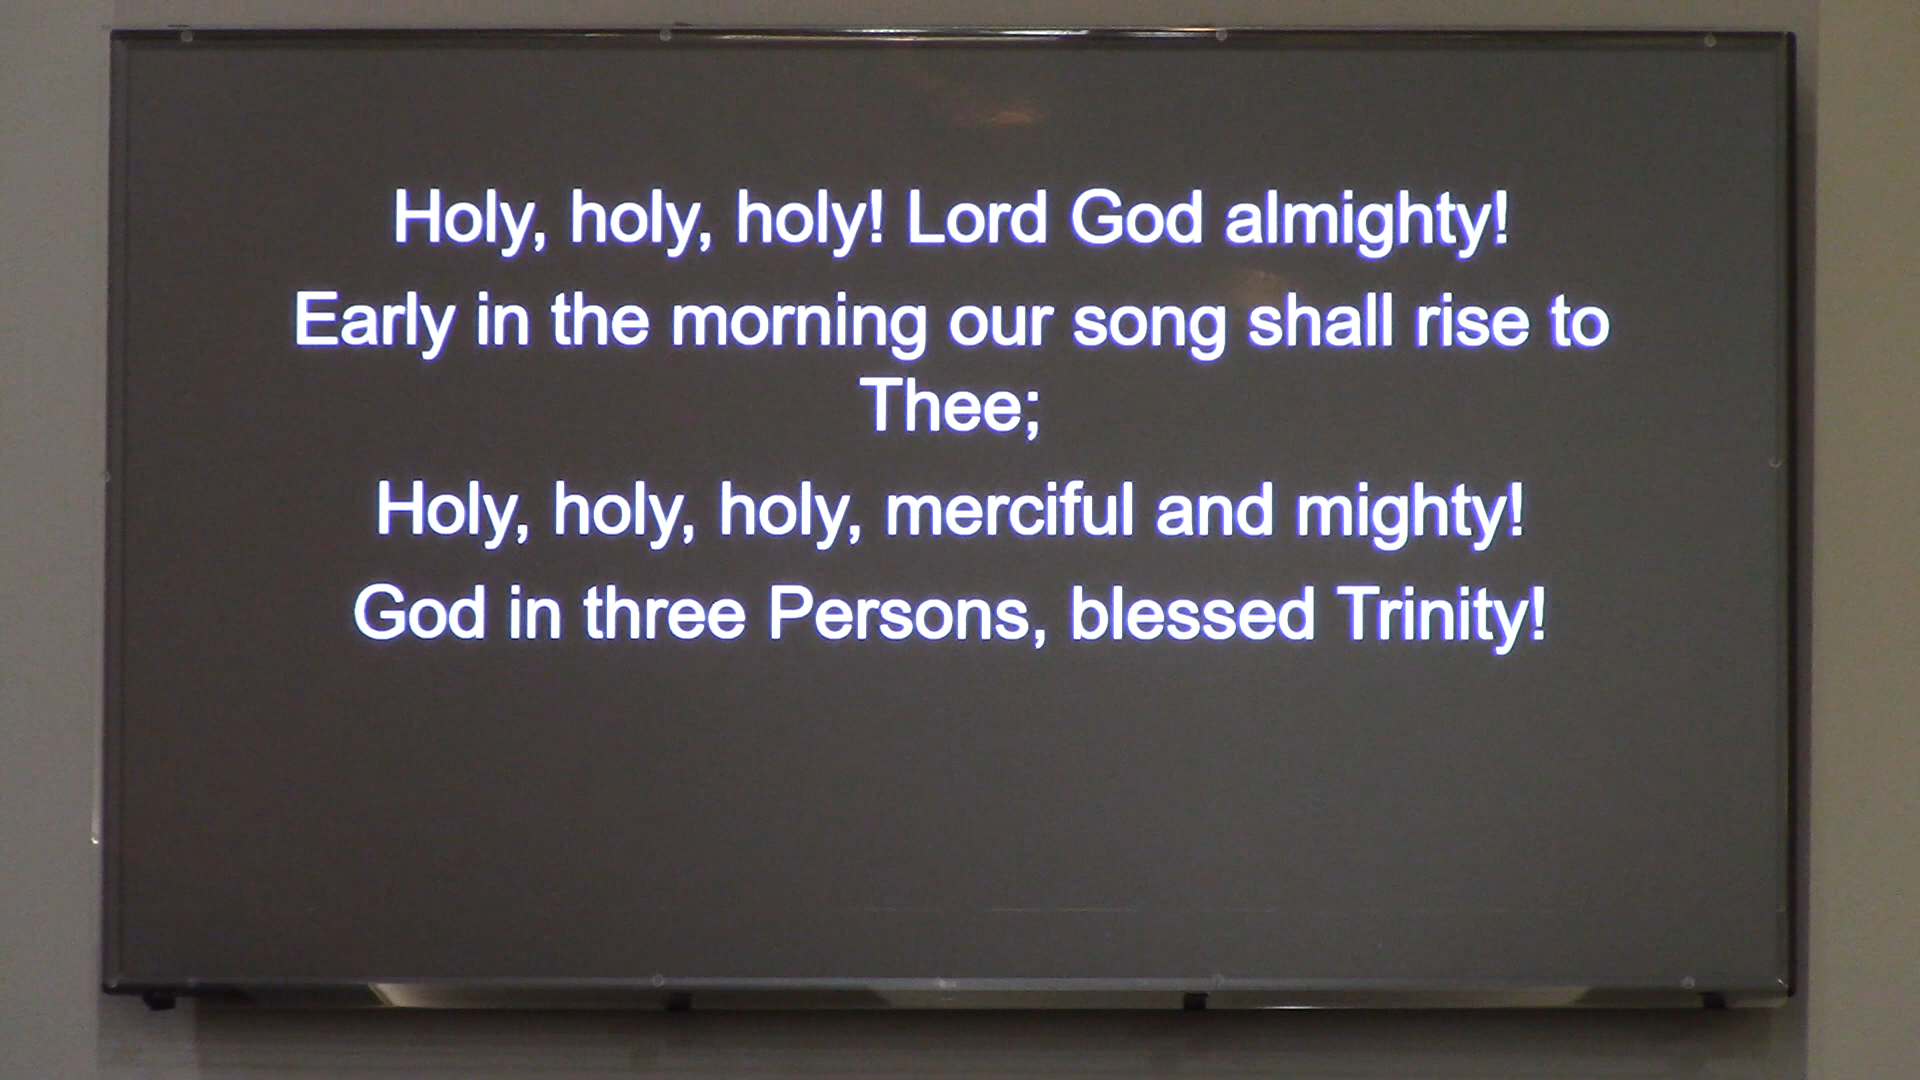 Holy, holy, holy! Lord God almighty!
Early in the morning our song shall rise to
Thee;
Holy, holy, holy, merciful and mighty!
God in three Persons, blessed Trinity!